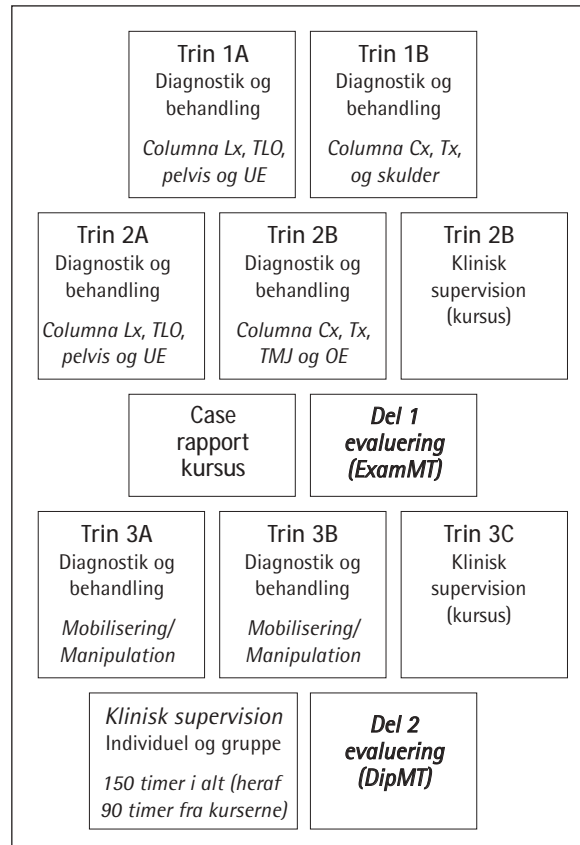 Trin 1A
Diagnostik og
behandling
Columna Lx, TLO,
pelvis og UE
Trin 1B
Diagnostik og
behandling
Columna Cx, Tx,
og skulder
Trin 2A
Diagnostik og
behandling
Columna Lx, TLO,
pelvis og UE
Trin 2B
Diagnostik og
behandling
Columna Cx, Tx,
TMJ og OE
Trin 2B
Klinisk
supervision
(kursus)
Case
rapport
kursus
Del 1
evaluering
(ExamMT)
Trin 3A
Diagnostik og
behandling
Mobilisering/
Manipulation
Trin 3B
Diagnostik og
behandling
Mobilisering/
Manipulation
Trin 3C
Klinisk
supervision
(kursus)
Klinisk supervision
Individuel og gruppe
150 timer i alt (heraf
90 timer fra kurserne)
Del 2
evaluering
(DipMT)